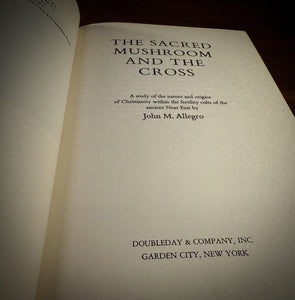 THE SACRED
MUSHROOM
AND THE
CROSS
A study of the nature and origins
of Christianity within the fertility cults of the
ancient Near East by
John M. Allegro
DOUBLEDAY & COMPANY, INC.
GARDEN CITY, NEW YORK